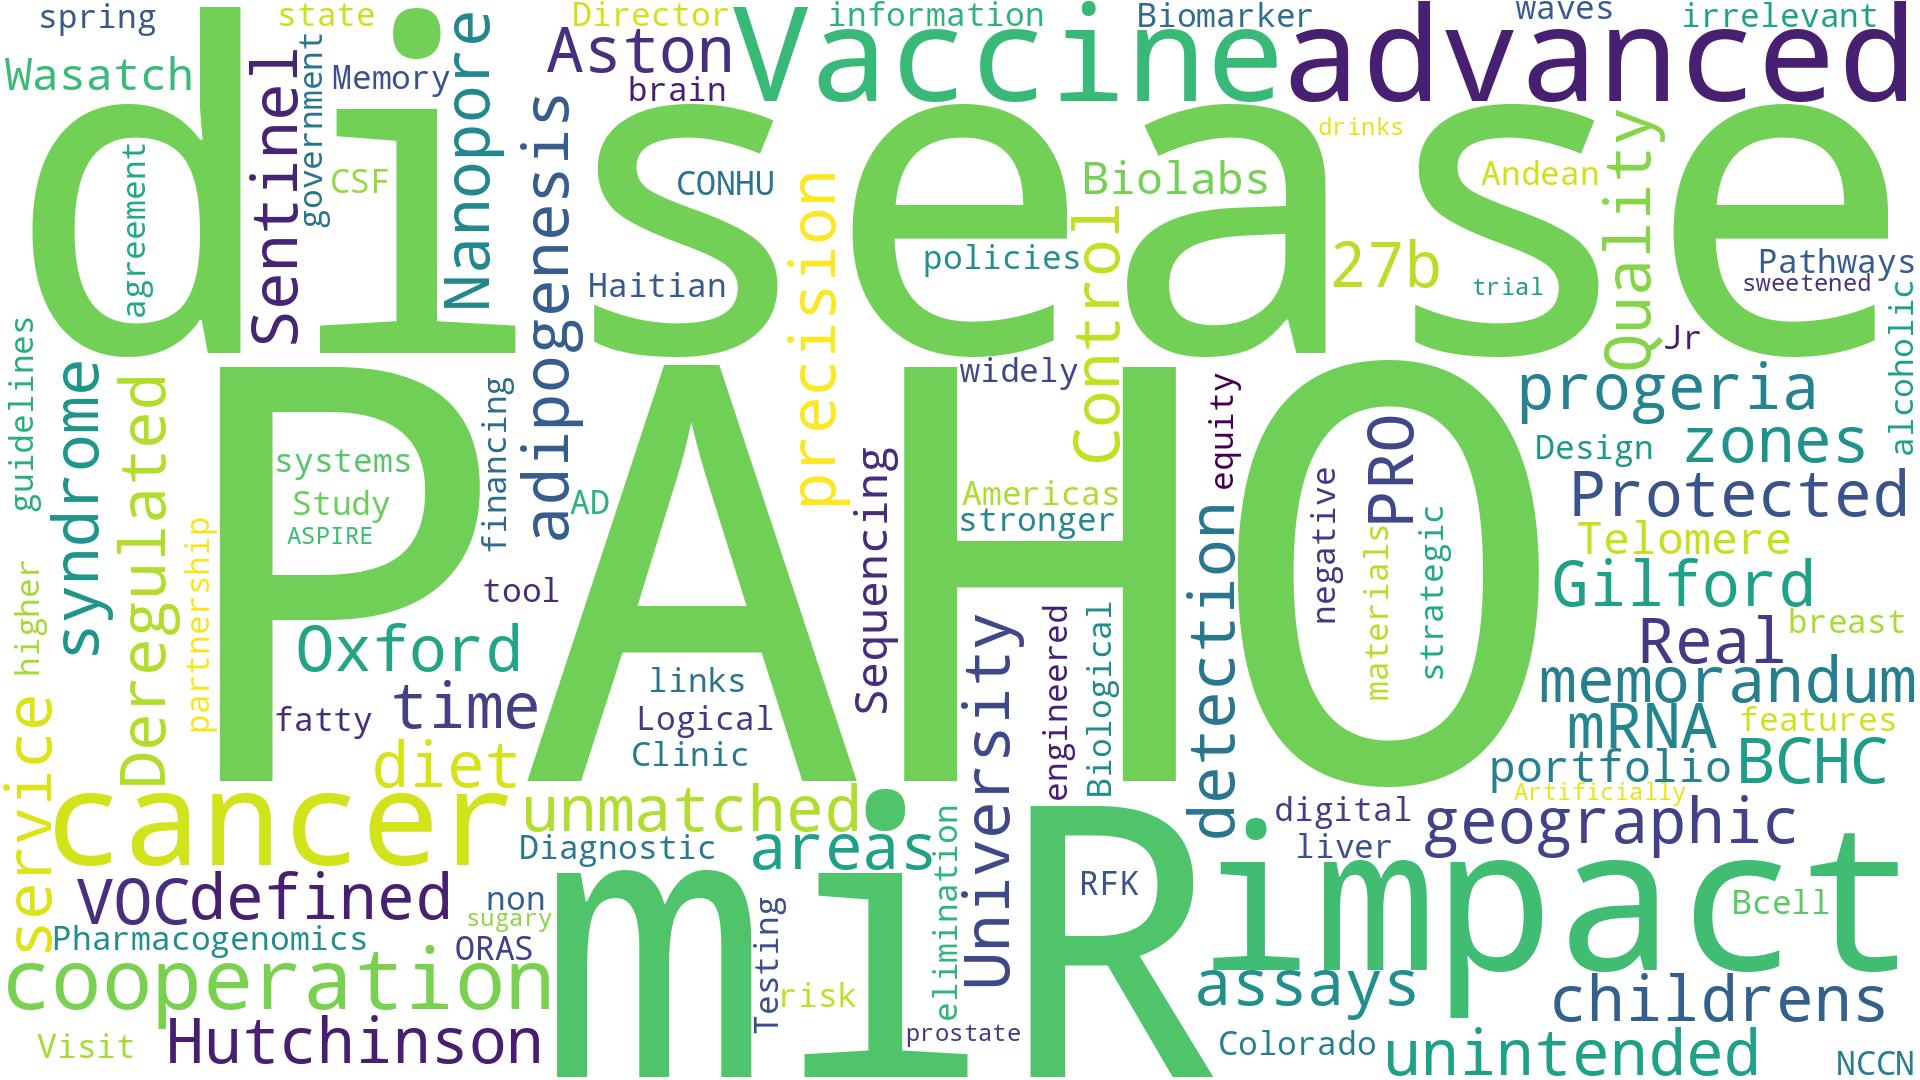 spring
state
Director
information
Biomarker
waves
irrelevant
Wasatch
Sentinel
government
Memory
Nanopore
Aston
brain
Vaccine
advanced
disease
drinks
agreement
CSF
adipogenesis
CONHU
precision
Biolabs
Andean
Quality
Haitian
policies
Control
27b
trial
Pathways
sweetened
alcoholic
Jr
guidelines
syndrome
Deregulated
PAHO
widely
equity
progeria
systems
Study
ASPIRE
financing
AD
Sequencing
Americas
stronger
negative
PRO
materials
strategic
Design
zones
Protected
Telomere
partnership
higher
tool
detection
Gilford
breast
Real
Oxford
links
Logical
Clinic
University
engineered
Biological
memorandum
fatty
time
mRNA
features
service
diet
portfolio
BCHC
cancer
unmatched
Artificially
areas
Diagnostic
elimination
digital
liver
geographic
VOC
defined
non
sugary
miR
RFK
impact
Bcell
Pharmacogenomics
ORAS
Testing
cooperation
risk
assays
childrens
Visit
Hutchinson
prostate
Colorado
unintended
NCCN